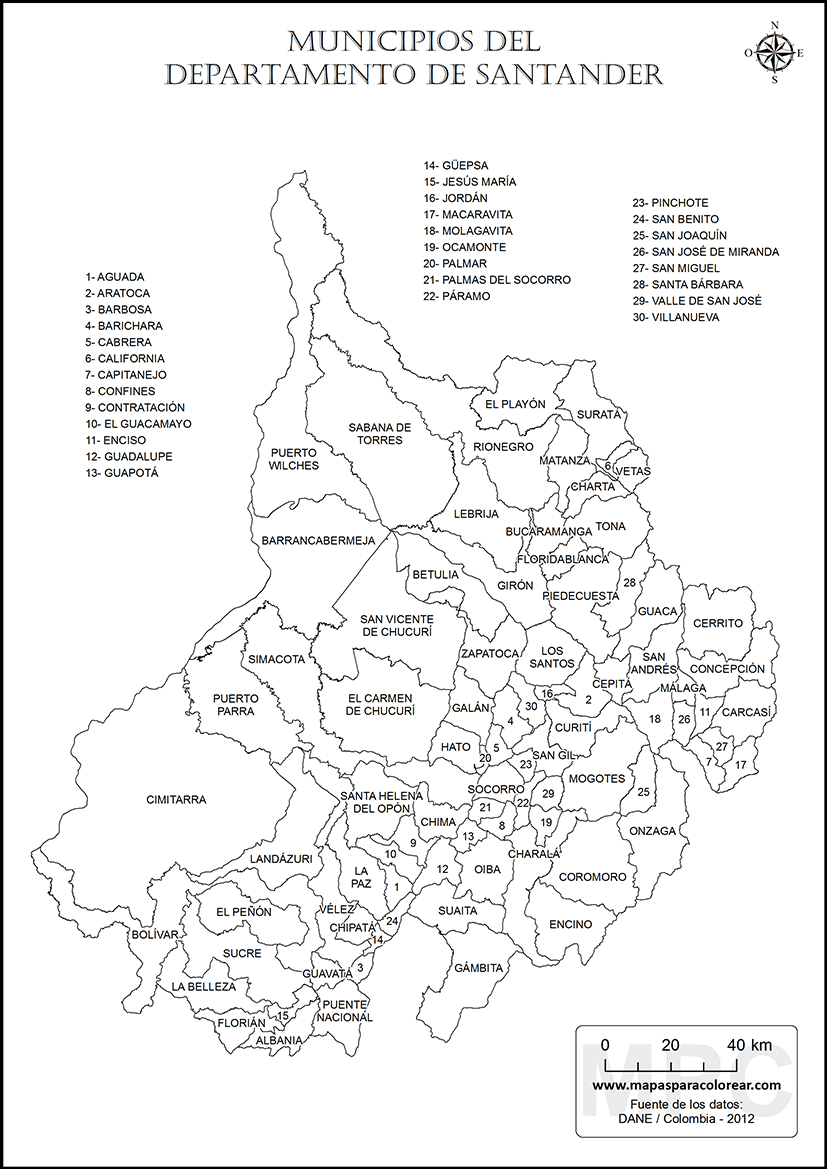 MUNICIPIOS DEL
DEPARTAMENTO DE SANTANDER
N
O
E
S
14- GÜEPSA
15- JESÚS MARÍA
16- JORDÁN
17- MACARAVITA
18- MOLAGAVITA
19- OCAMONTE
20- PALMAR
21- PALMAS DEL SOCORRO
22- PÁRAMO
23- PINCHOTE
24- SAN BENITO
25- SAN JOAQUÍN
26- SAN JOSÉ DE MIRANDA
27- SAN MIGUEL
28- SANTA BÁRBARA
29- VALLE DE SAN JOSÉ
30- VILLANUEVA
1- AGUADA
2- ARATOCA
3- BARBOSA
4- BARICHARA
5- CABRERA
6- CALIFORNIA
7- CAPITANEJO
8- CONFINES
9- CONTRATACIÓN
10- EL GUACAMAYO
11- ENCISO
12- GUADALUPE
13- GUAPOTÁ
EL PLAYÓN
SURATÁ
SABANA DE
TORRES
RIONEGRO
PUERTO
WILCHES
MATANZA
6
VETAS
CHARTA
LEBRIJA
BUCARAMANGA
TONA
BARRANCABERMEJA
FLORIDABLANCA
BETULIA
GIRÓN
28
PIEDECUESTA
GUACA
SAN VICENTE
DE CHUCURÍ
CERRITO
SIMACOTA
ZAPATOCA
LOS
SANTOS
SAN
ANDRÉS
CONCEPCIÓN
CEPITÁ
MÁLAGA
PUERTO
PARRA
EL CARMEN
DE CHUCURÍ
GALÁN
16
2
30
4
18
26
11
CARCASÍ
CURITÍ
HATO
5
20
SAN GIL
23
27
7
17
CIMITARRA
SANTA HELENA
DEL OPÓN
SOCORRO
MOGOTES
29
25
21
22
CHIMA
8
19
13
ONZAGA
9
10
LANDÁZURI
LA
PAZ
12
OIBA
CHARALÁ
COROMORO
1
EL PEÑÓN
VÉLEZ
SUAITA
24
CHIPATÁ
ENCINO
BOLÍVAR
14
SUCRE
GUAVATÁ
3
GÁMBITA
LA BELLEZA
PUENTE
NACIONAL
15
FLORIÁN
ALBANIA
MPC
0 20 40 km
www.mapasparacolorear.com
Fuente de los datos:
DANE / Colombia - 2012